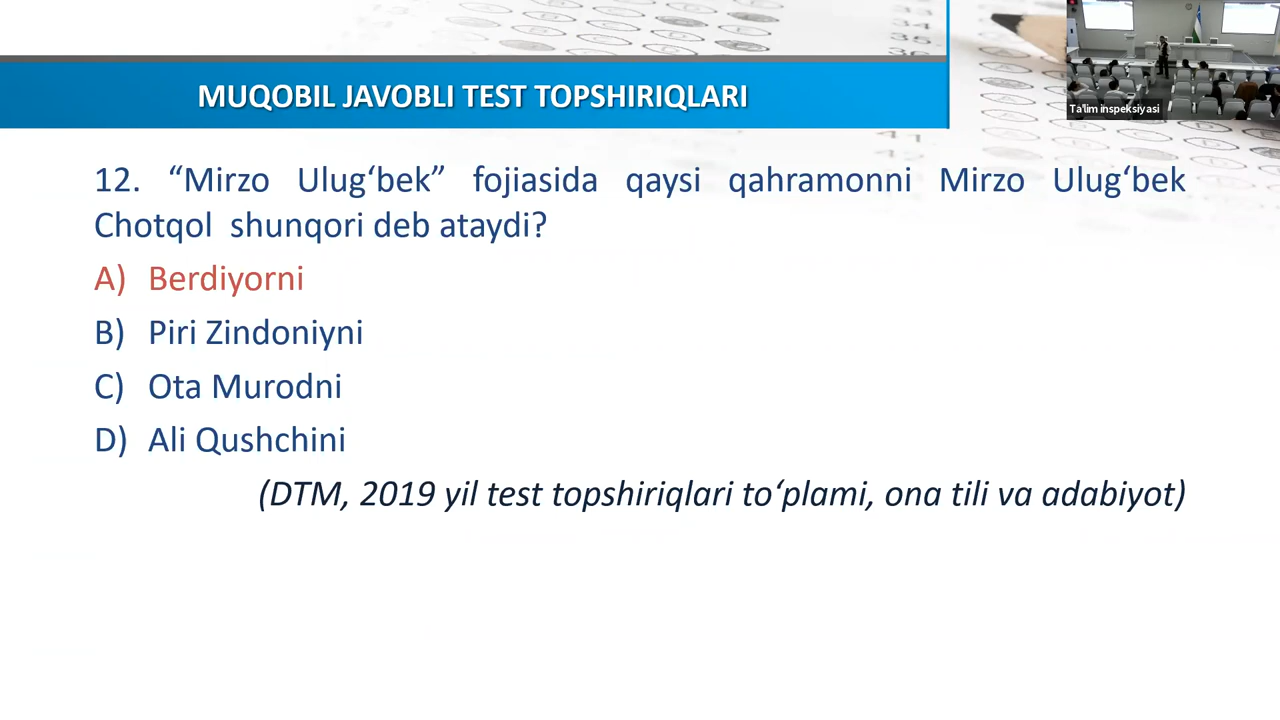 MUQOBIL JAVOBLI TEST TOPSHIRIQLARI
Ta'lim inspeksiyasi
12. “Mirzo Ulug‘bek” fojiasida qaysi qahramonni Mirzo Ulug‘bek
Chotqol shunqori deb ataydi?
A) Berdiyorni
B) Piri Zindoniyni
C) Ota Murodni
D) Ali Qushchini
(DTM, 2019 yil test topshiriqlari to‘plami, ona tili va adabiyot)